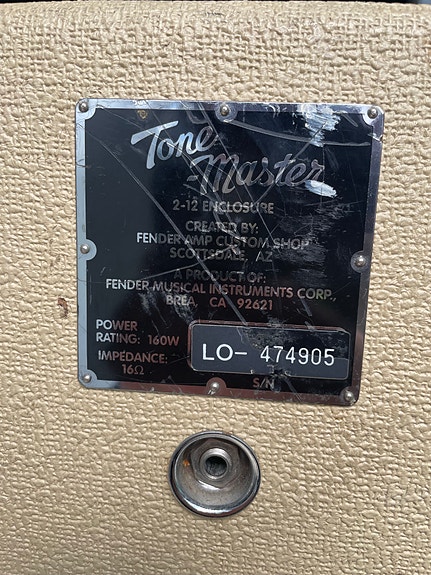 Tone
-Master
2-12 ENCLOSURE
CREATED BY:
FENDER AMP CUSTOM SHOP
SCOTTSDALE, AZ
A PRODUCT OF:
FENDER MUSICAL INSTRUMENTS CORP.,
BREA, CA 92621
POWER
RATING: 160W
IMPEDANCE:
16Ω
LO- 474905
S/N